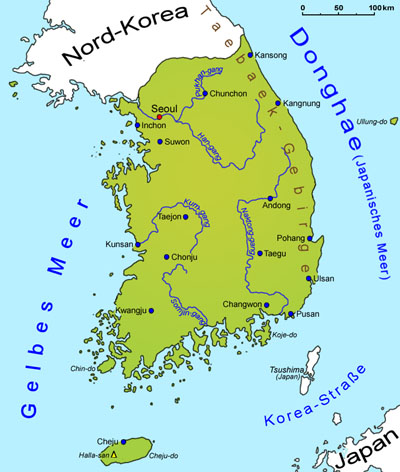 0
50
100 km
Nord-Korea
Taebaek-Gebirge
Donghae
(Japanisches Meer)
Kansong
Pukhan-gang
Chunchon
Kangnung
Seoul
Ullung-do
Inchon
Han-gang
Suwon
Andong
Kum-gang
Taejon
Naktong-gang
Pohang
Kunsan
Chonju
Taegu
Ulsan
Gelbes Meer
Changwon
Kwangju
Somjin-gang
Pusan
Koje-do
Chin-do
Tsushima
(Japan)
Korea-Straße
Cheju
Halla-san
Cheju-do
Japan